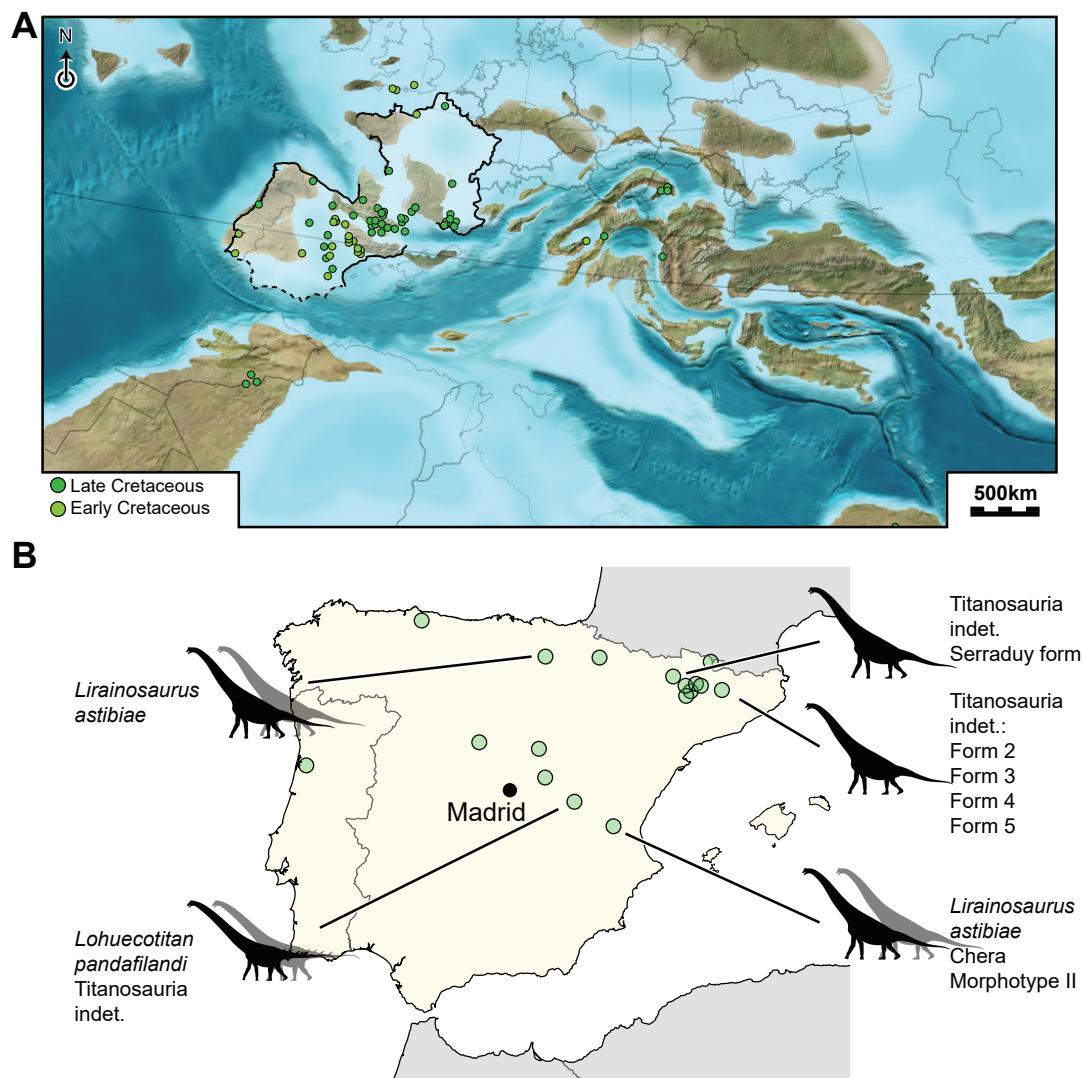 A
N
Late Cretaceous
Early Cretaceous
500km
B
Titanosauria
indet.
Serraduy form
Lirainosaurus
astibiae
Titanosauria
indet.:
Form 2
Form 3
Form 4
Form 5
Madrid
Lohuecotitan
pandafilandi
Titanosauria
indet.
Lirainosaurus
astibiae
Chera
Morphotype II